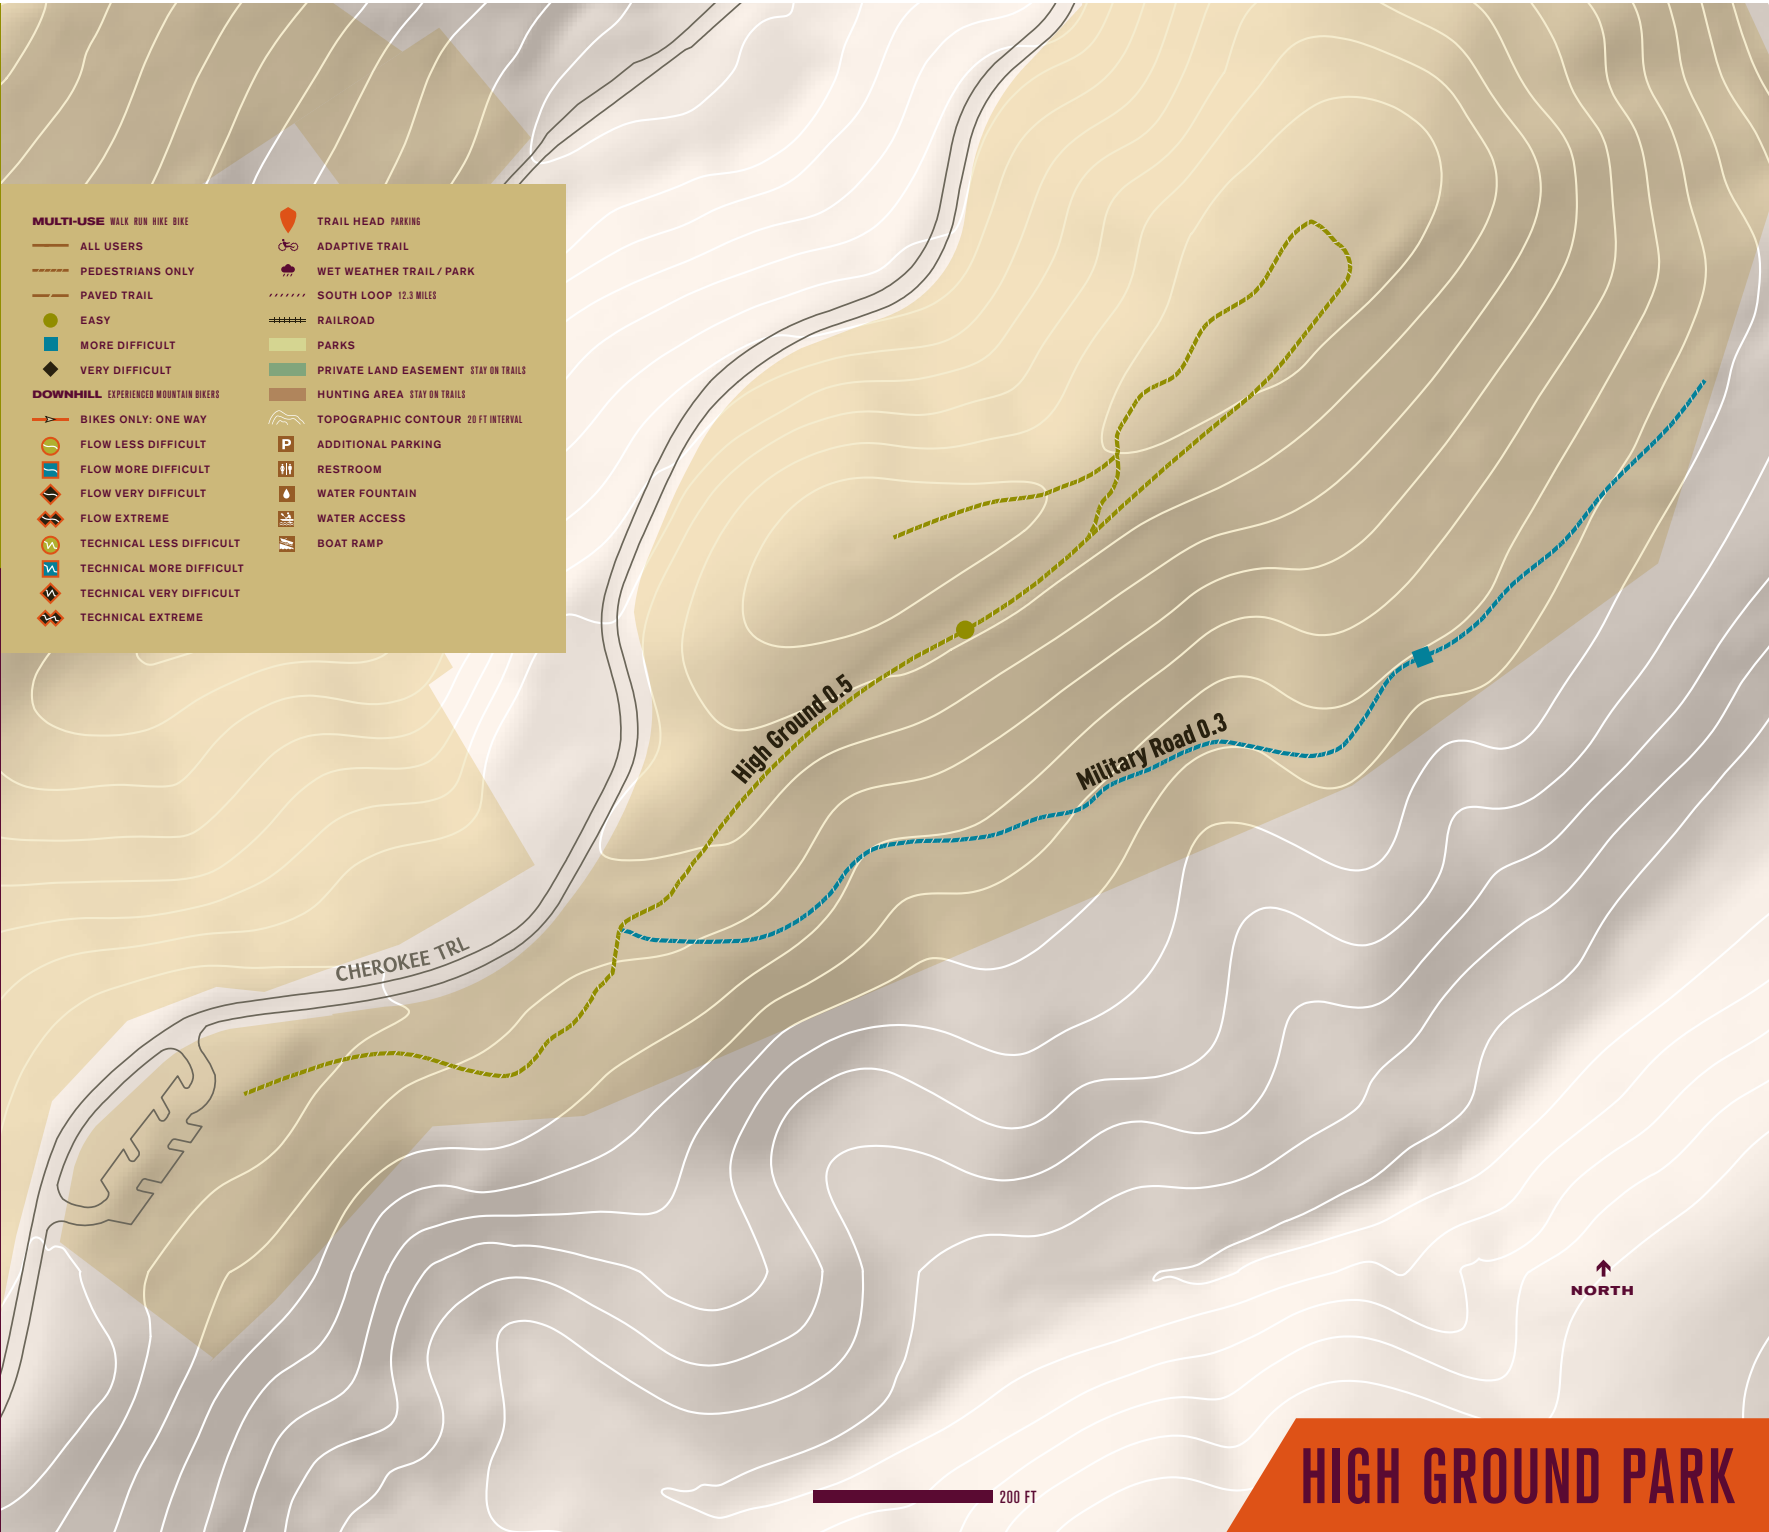 MULTI-USE WALK RUN HIKE BIKE
ALL USERS
PEDESTRIANS ONLY
PAVED TRAIL
EASY
MORE DIFFICULT
VERY DIFFICULT
DOWNHILL EXPERIENCED MOUNTAIN BIKERS
BIKES ONLY: ONE WAY
FLOW LESS DIFFICULT
FLOW MORE DIFFICULT
FLOW VERY DIFFICULT
FLOW EXTREME
TECHNICAL LESS DIFFICULT
TECHNICAL MORE DIFFICULT
TECHNICAL VERY DIFFICULT
TECHNICAL EXTREME
TRAIL HEAD PARKING
ADAPTIVE TRAIL
WET WEATHER TRAIL / PARK
SOUTH LOOP 12.3 MILES
RAILROAD
PARKS
PRIVATE LAND EASEMENT STAY ON TRAILS
HUNTING AREA STAY ON TRAILS
TOPOGRAPHIC CONTOUR 20 FT INTERVAL
P ADDITIONAL PARKING
RESTROOM
WATER FOUNTAIN
WATER ACCESS
BOAT RAMP
High Ground 0.5
Military Road 0.3
CHEROKEE TRL
NORTH
200 FT
HIGH GROUND PARK